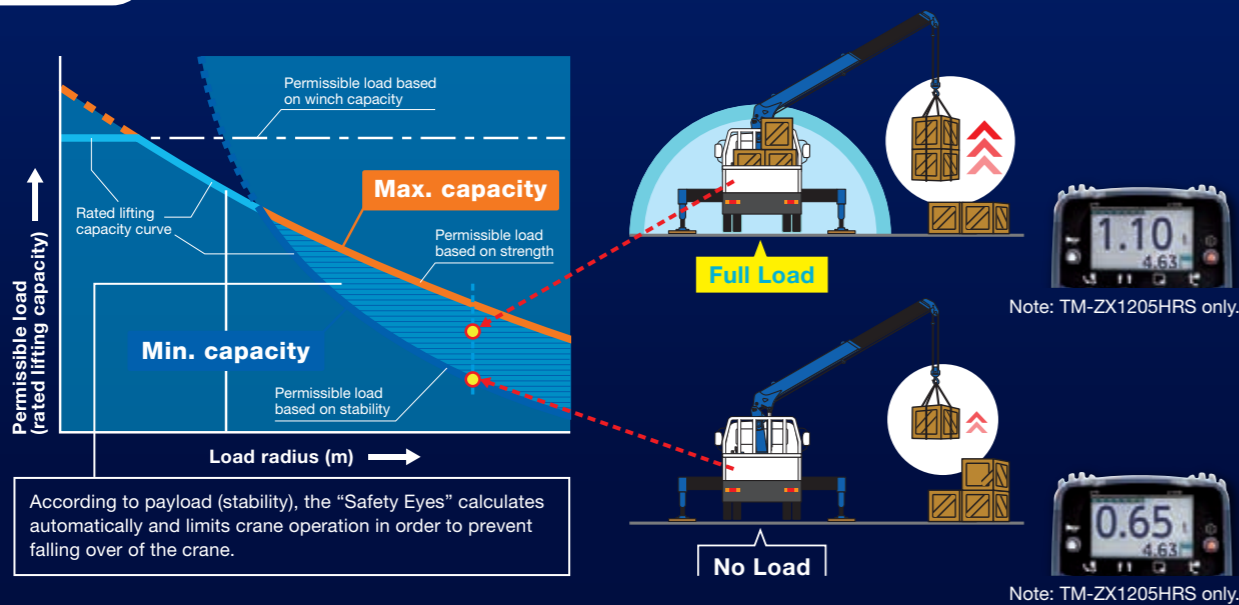 Permissible load based
on winch capacity
Max. capacity
Rated lifting
capacity curve
Permissible load
based on strength
Min. capacity
Permissible load
based on stability
Permissible load
(rated lifting capacity)
Load radius (m)
According to payload (stability), the “Safety Eyes” calculates
automatically and limits crane operation in order to prevent
falling over of the crane.
Full Load
1.10 t
4.63
Note: TM-ZX1205HRS only.
No Load
0.65 t
4.63
Note: TM-ZX1205HRS only.